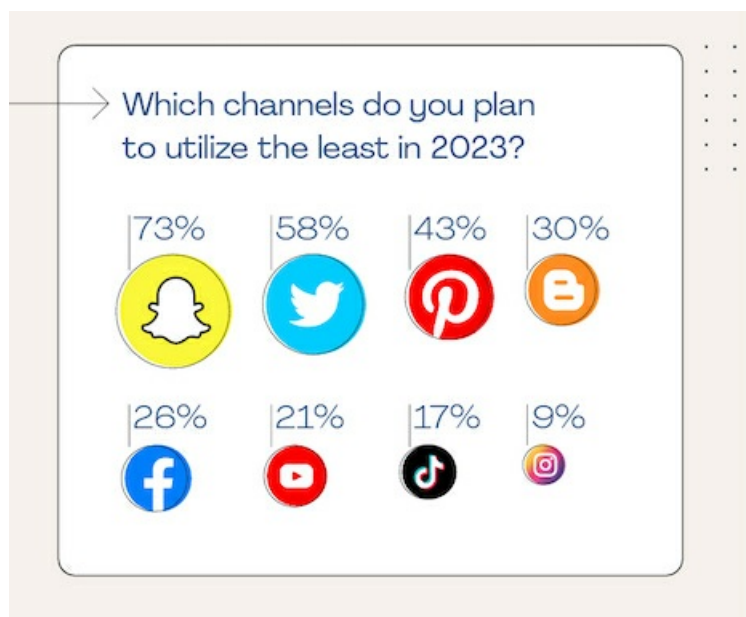 Which channels do you plan
to utilize the least in 2023?
73% 58% 43% 30%
26% 21% 17% 9%